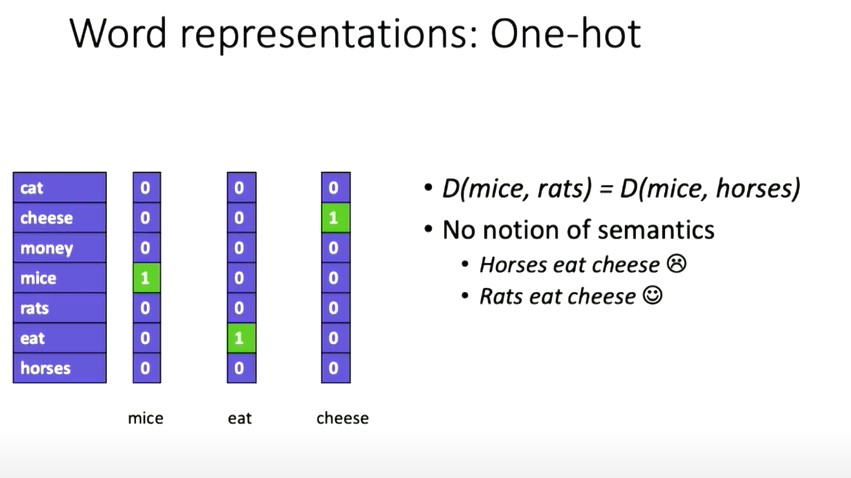 Word representations: One-hot
cat 0 0 0
cheese 0 0 1
money 0 0 0
mice 1 0 0
rats 0 0 0
eat 0 1 0
horses 0 0 0
mice eat cheese
• D(mice, rats) = D(mice, horses)
• No notion of semantics
• Horses eat cheese ☹
• Rats eat cheese ☺